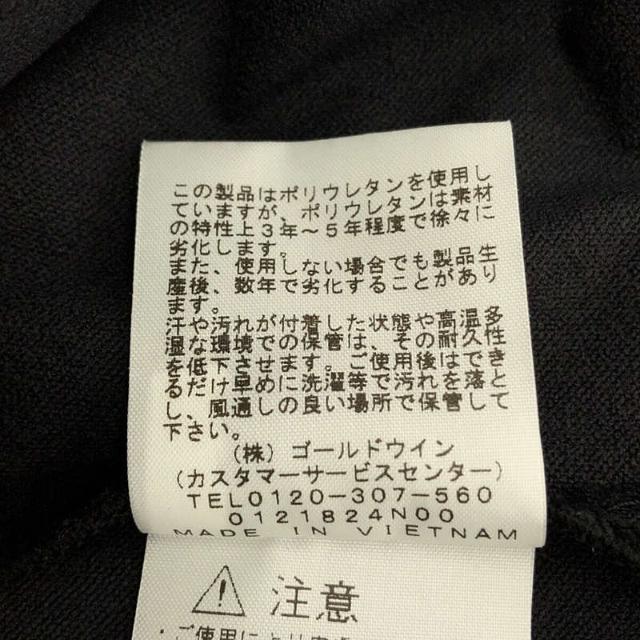 この製品はポリウレタンを使用し
ていますが、ポリウレタンは素材
の特性上3年～5年程度で徐々に
劣化します。
また、使用しない場合でも製品生
産後、数年で劣化することがあり
ます。
汗や汚れが付着した状態や高温多
湿な環境での保管は、その耐久性
を低下させます。ご使用後はでき
るだけ早めに洗濯等で汚れを落と
し、風通しの良い場所で保管して
下さい。
(株) ゴールドウイン
(カスタマーサービスセンター)
TEL0120-307-560
0121824N00
MADE IN VIETNAM
注意
・ご使用により